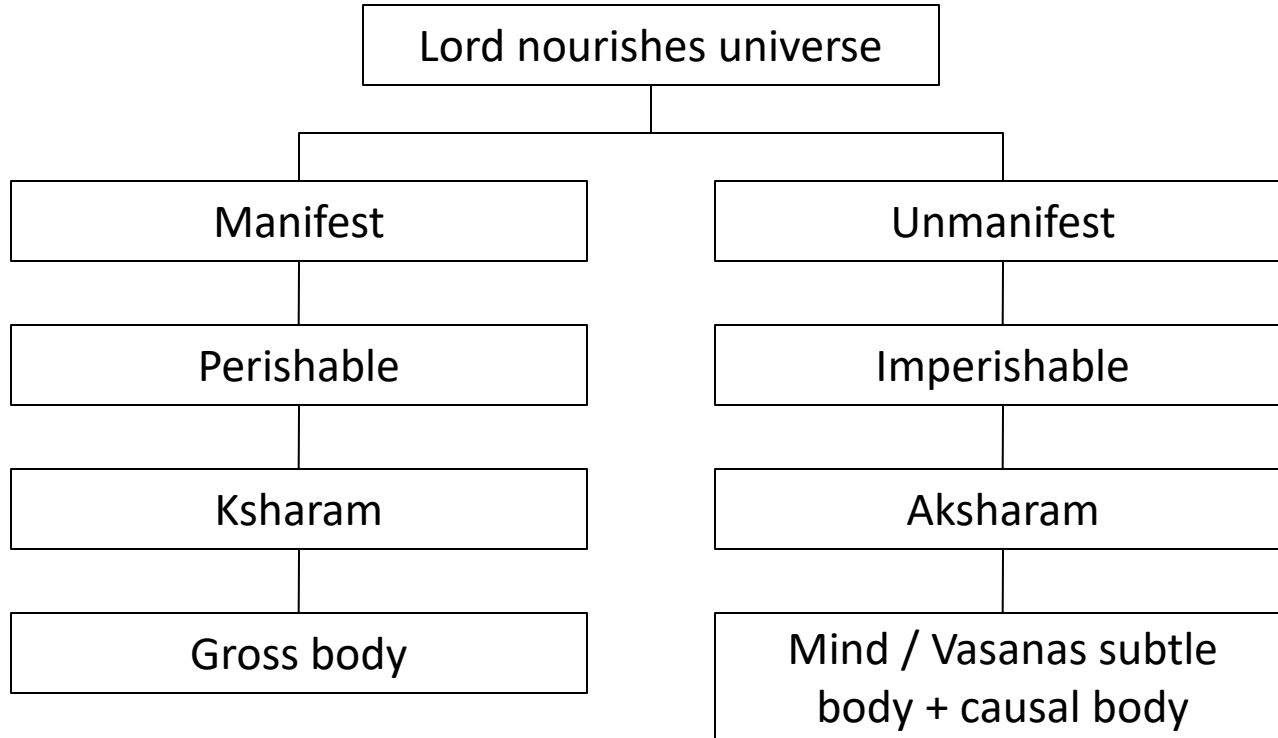 Lord nourishes universe
Manifest
Unmanifest
Perishable
Imperishable
Ksharam
Aksharam
Gross body
Mind / Vasanas subtle
body + causal body